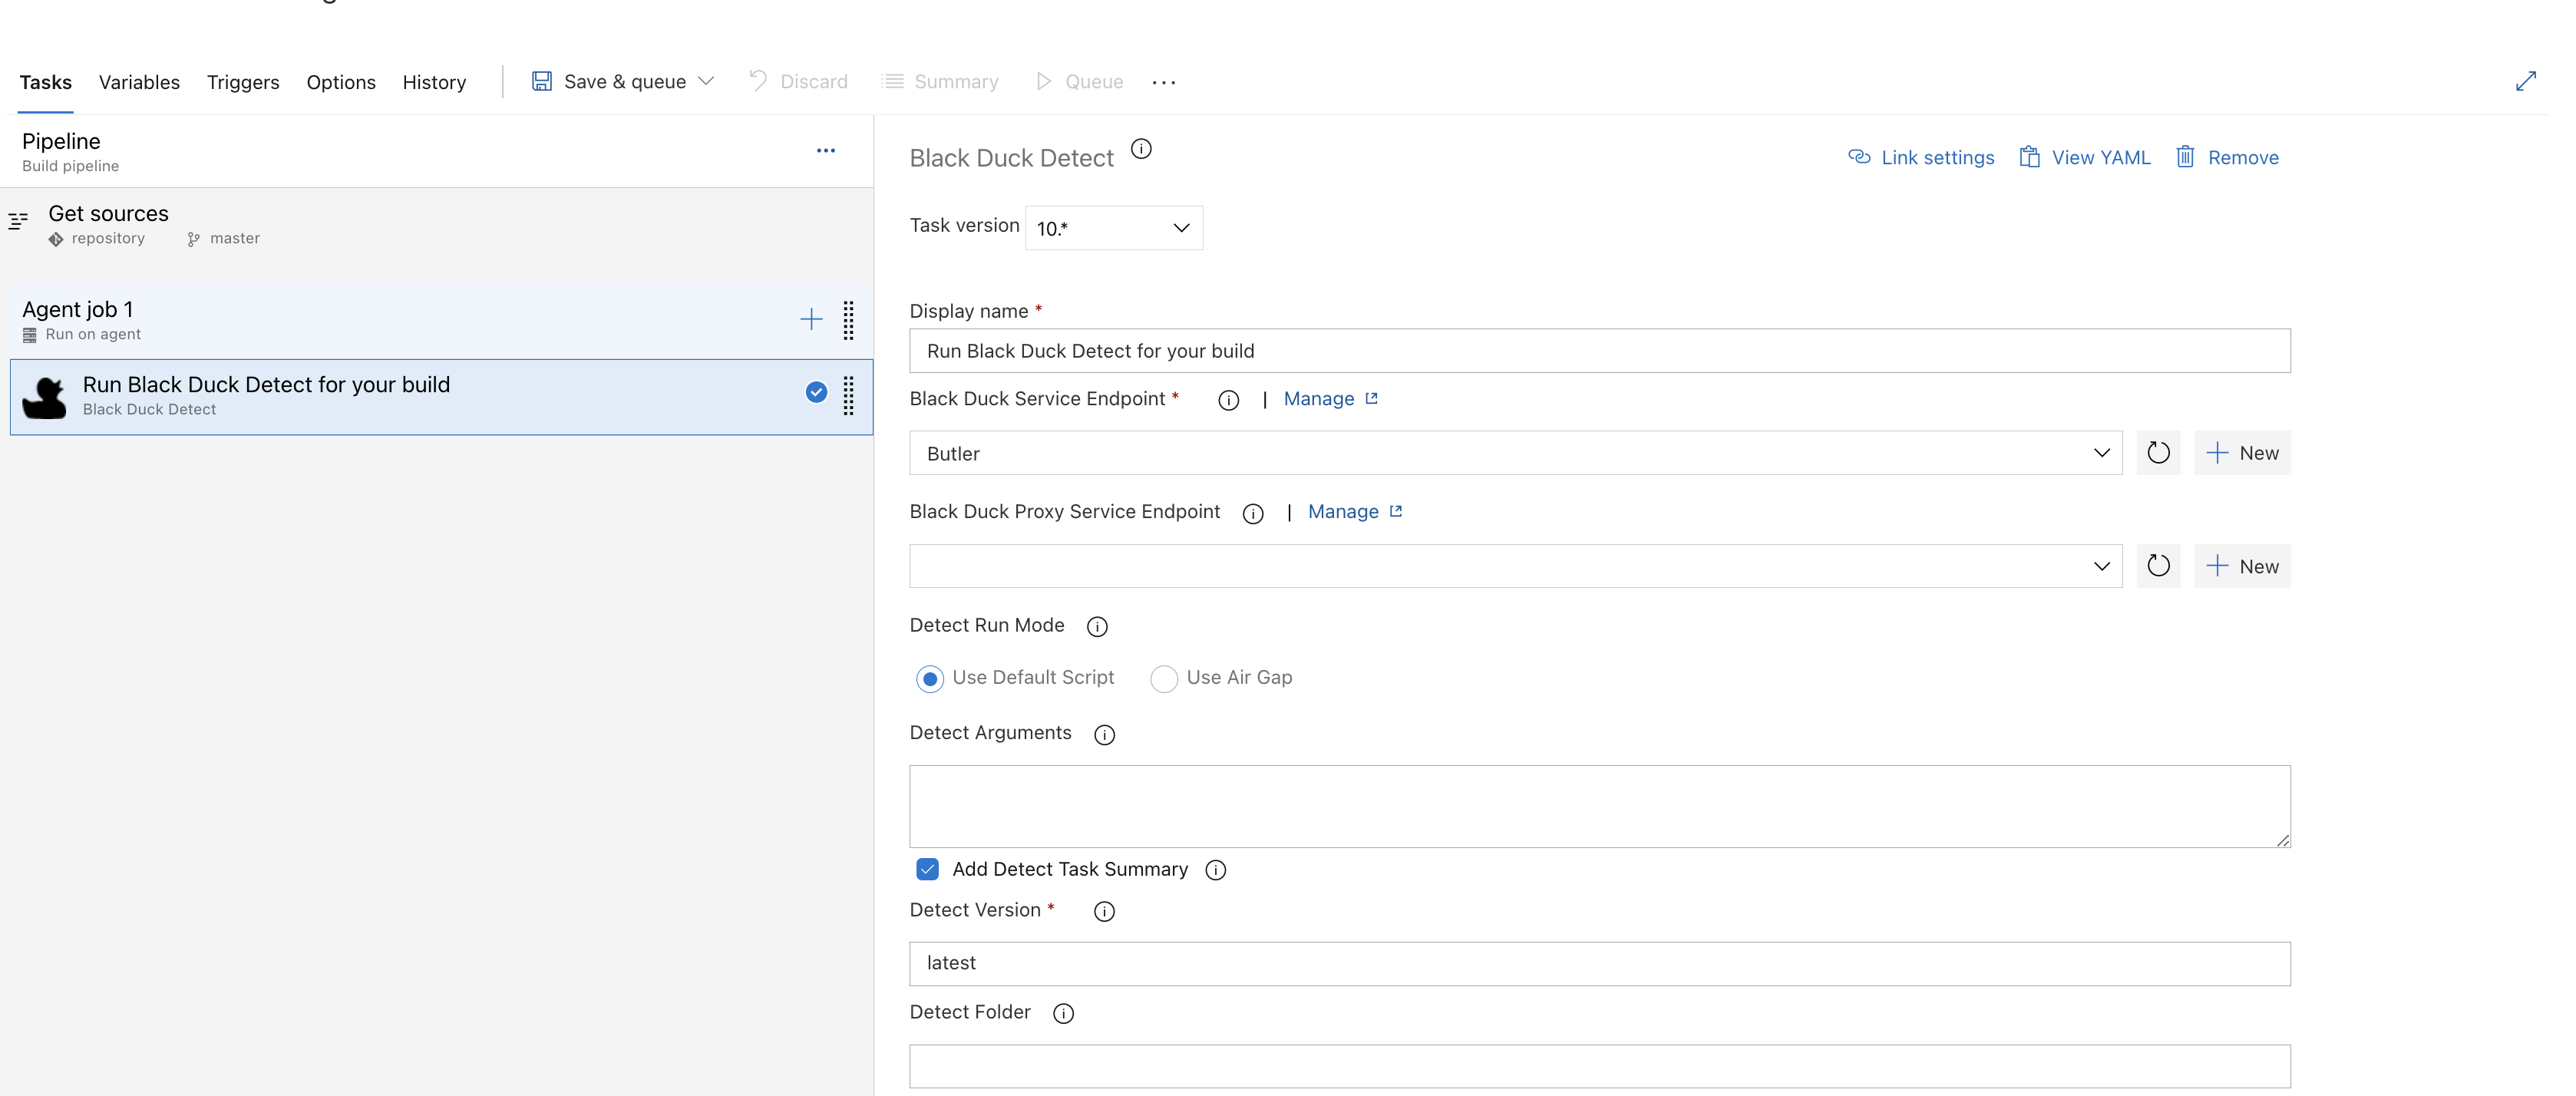 Tasks Variables Triggers Options History Save & queue Discard Summary Queue ...
Pipeline
Build pipeline
Get sources
repository master
Agent job 1
Run on agent
Run Black Duck Detect for your build
Black Duck Detect
Black Duck Detect
Link settings View YAML Remove
Task version 10.*
Display name *
Run Black Duck Detect for your build
Black Duck Service Endpoint * | Manage
Butler
New
Black Duck Proxy Service Endpoint | Manage
New
Detect Run Mode
Use Default Script Use Air Gap
Detect Arguments
Add Detect Task Summary
Detect Version *
latest
Detect Folder